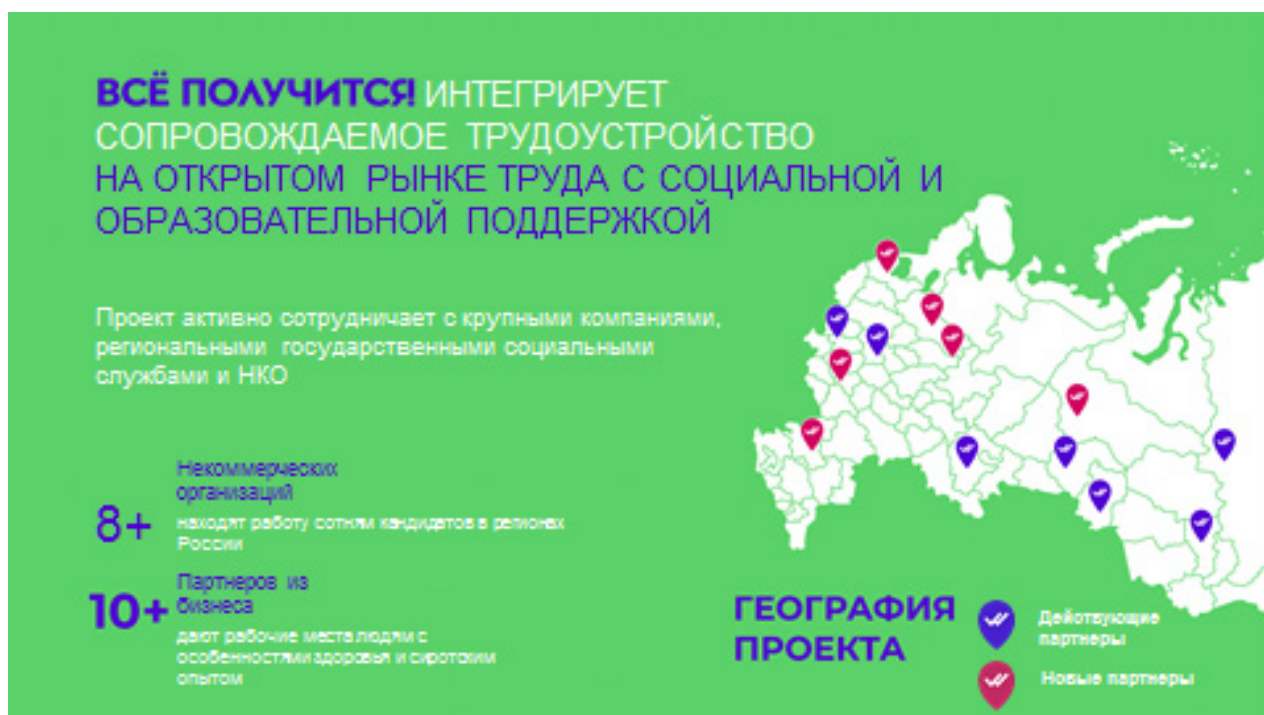 ВСЁ ПОЛУЧИТСЯ! ИНТЕГРИРУЕТ
СОПРОВОЖДАЕМОЕ ТРУДОУСТРОЙСТВО
НА ОТКРЫТОМ РЫНКЕ ТРУДА С СОЦИАЛЬНОЙ И
ОБРАЗОВАТЕЛЬНОЙ ПОДДЕРЖКОЙ
Проект активно сотрудничает с крупными компаниями,
региональными государственными социальными
службами и НКО
8+
Некоммерческих
организаций
находят работу сотням кандидатов в регионах
России
10+
Партнеров из
бизнеса
дают рабочие места людям с
особенностями здоровья и сиротским
опытом
ГЕОГРАФИЯ
ПРОЕКТА
Действующие
партнеры
Новые партнеры